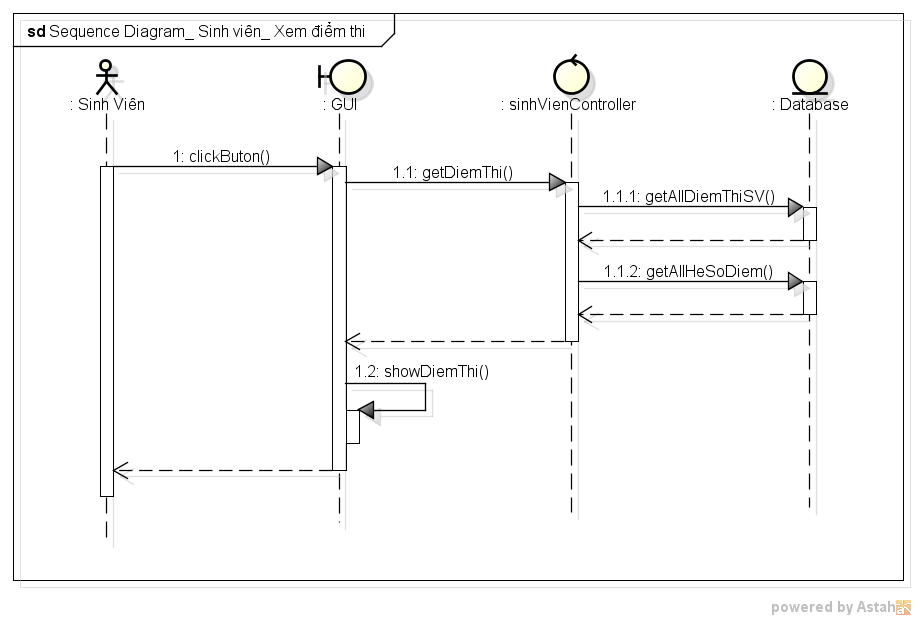 sd Sequence Diagram_ Sinh viên_ Xem điểm thi
: Sinh Viên
: GUI
: sinhVienController
: Database
1: clickButon()
1.1: getDiemThi()
1.1.1: getAllDiemThiSV()
1.1.2: getAllHeSoDiem()
1.2: showDiemThi()
powered by Astah